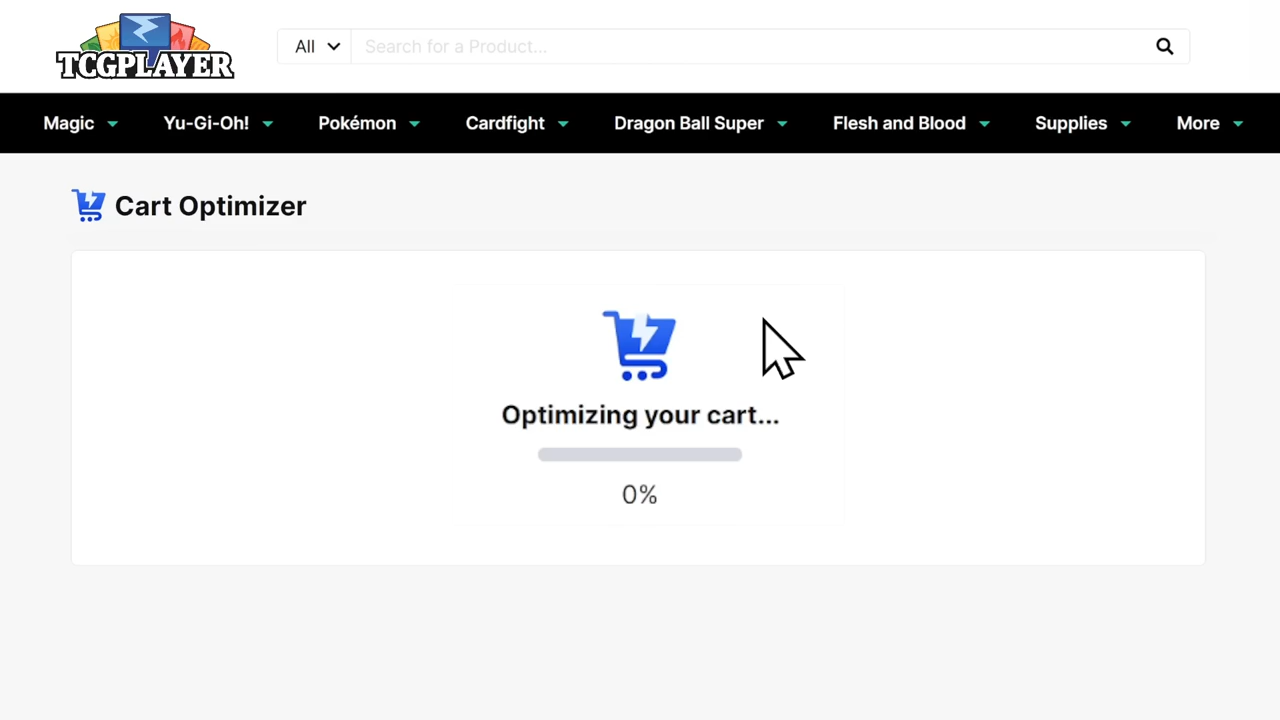 TCGPLAYER
All
Search for a Product...
Magic Yu-Gi-Oh! Pokémon Cardfight Dragon Ball Super Flesh and Blood Supplies More
Cart Optimizer
Optimizing your cart...
0%